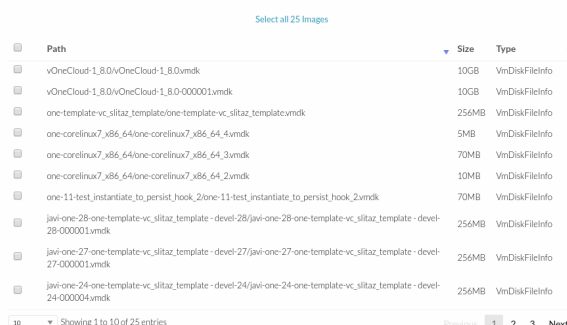 Select all 25 Images
Path Size Type
vOneCloud-1_8.0/vOneCloud-1_8.0.vmdk 10GB VmDiskFileInfo
vOneCloud-1_8.0/vOneCloud-1_8.0-000001.vmdk 10GB VmDiskFileInfo
one-template-vc_slitaz_template/one-template-vc_slitaz_template.vmdk 256MB VmDiskFileInfo
one-corelinux7_x86_64/one-corelinux7_x86_64_4.vmdk 5MB VmDiskFileInfo
one-corelinux7_x86_64/one-corelinux7_x86_64_3.vmdk 70MB VmDiskFileInfo
one-corelinux7_x86_64/one-corelinux7_x86_64_2.vmdk 10MB VmDiskFileInfo
one-11-test_instantiate_to_persist_hook_2/one-11-test_instantiate_to_persist_hook_2.vmdk 70MB VmDiskFileInfo
javi-one-28-one-template-vc_slitaz_template - devel-28/javi-one-28-one-template-vc_slitaz_template - devel-
28-000001.vmdk 256MB VmDiskFileInfo
javi-one-27-one-template-vc_slitaz_template - devel-27/javi-one-27-one-template-vc_slitaz_template - devel-
27-000001.vmdk 256MB VmDiskFileInfo
javi-one-24-one-template-vc_slitaz_template - devel-24/javi-one-24-one-template-vc_slitaz_template - devel-
24-000004.vmdk 256MB VmDiskFileInfo
10 Showing 1 to 10 of 25 entries Previous 1 2 3 Next